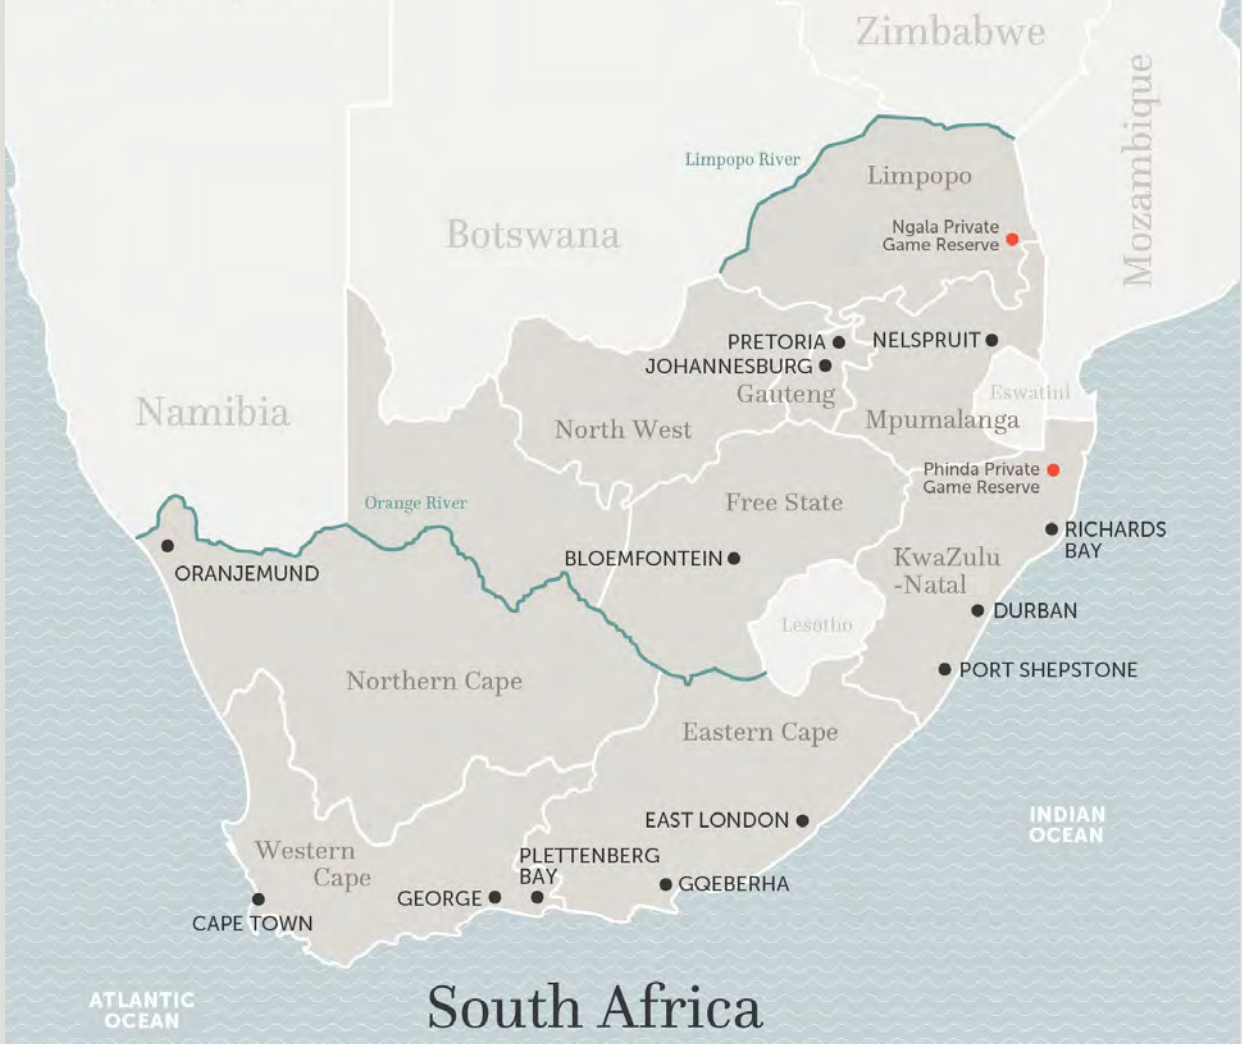 Zimbabwe
Mozambique
Limpopo River
Limpopo
Ngala Private
Game Reserve
Botswana
PRETORIA
NELSPRUIT
JOHANNESBURG
Gauteng
Eswatini
Namibia
North West
Mpumalanga
Phinda Private
Game Reserve
Orange River
Free State
RICHARDS
BAY
ORANJEMUND
BLOEMFONTEIN
KwaZulu
-Natal
DURBAN
Lesotho
PORT SHEPSTONE
Northern Cape
Eastern Cape
EAST LONDON
INDIAN
OCEAN
Western
Cape
PLETTENBERG
BAY
GEORGE
GQEBERHA
CAPE TOWN
ATLANTIC
OCEAN
South Africa